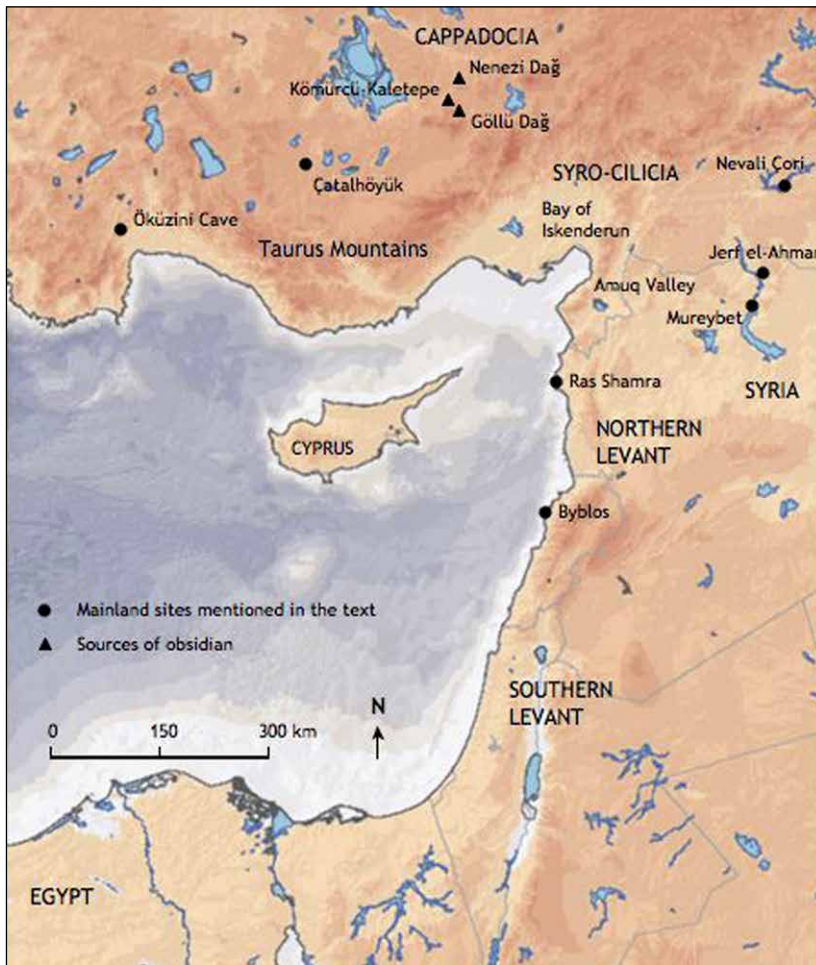 CAPPADOCIA
Nenezi Dağ
Kömürcü-Kaletepe
Göllü Dağ
Çatalhöyük
SYRO-CILICIA
Nevali Çori
Öküzini Cave
Bay of
Iskenderun
Taurus Mountains
Jerf el-Ahmar
Amuq Valley
Mureybet
Ras Shamra
SYRIA
CYPRUS
NORTHERN
LEVANT
Byblos
Mainland sites mentioned in the text
Sources of obsidian
SOUTHERN
LEVANT
N
0 150 300 km
EGYPT